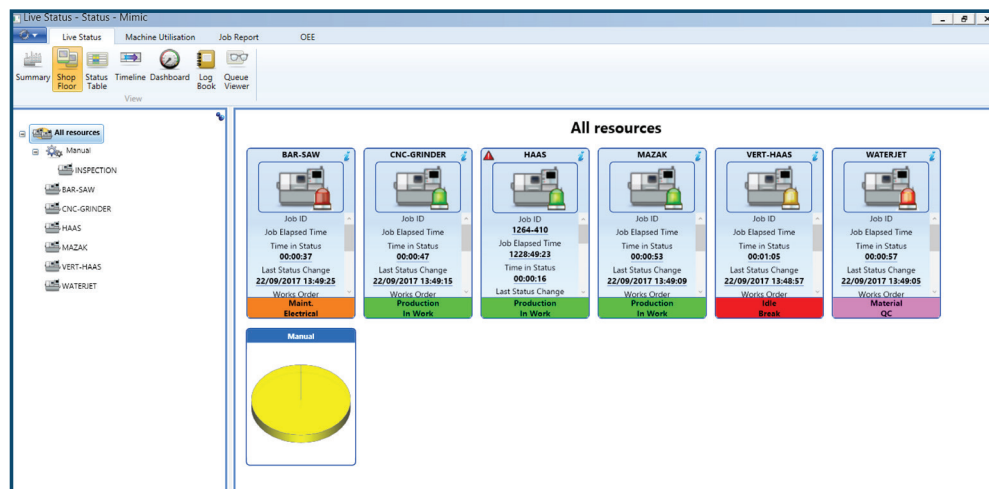 Live Status - Status - Mimic
Live Status Machine Utilisation Job Report OEE
Summary Shop Floor Status Table Timeline Dashboard Log Book Queue Viewer
View
All resources
Manual
INSPECTION
BAR-SAW
CNC-GRINDER
HAAS
MAZAK
VERT-HAAS
WATERJET
All resources
BAR-SAW
Job ID
Job Elapsed Time
Time in Status
00:00:37
Last Status Change
22/09/2017 13:49:25
Works Order
Maint.
Electrical
CNC-GRINDER
Job ID
Job Elapsed Time
Time in Status
00:00:47
Last Status Change
22/09/2017 13:49:15
Works Order
Production
In Work
HAAS
Job ID
1264-410
Job Elapsed Time
1228:49:23
Time in Status
00:00:16
Last Status Change
Production
In Work
MAZAK
Job ID
Job Elapsed Time
Time in Status
00:00:53
Last Status Change
22/09/2017 13:49:09
Works Order
Production
In Work
VERT-HAAS
Job ID
Job Elapsed Time
Time in Status
00:01:05
Last Status Change
22/09/2017 13:48:57
Works Order
Idle
Break
WATERJET
Job ID
Job Elapsed Time
Time in Status
00:00:57
Last Status Change
22/09/2017 13:49:05
Works Order
Material
QC
Manual